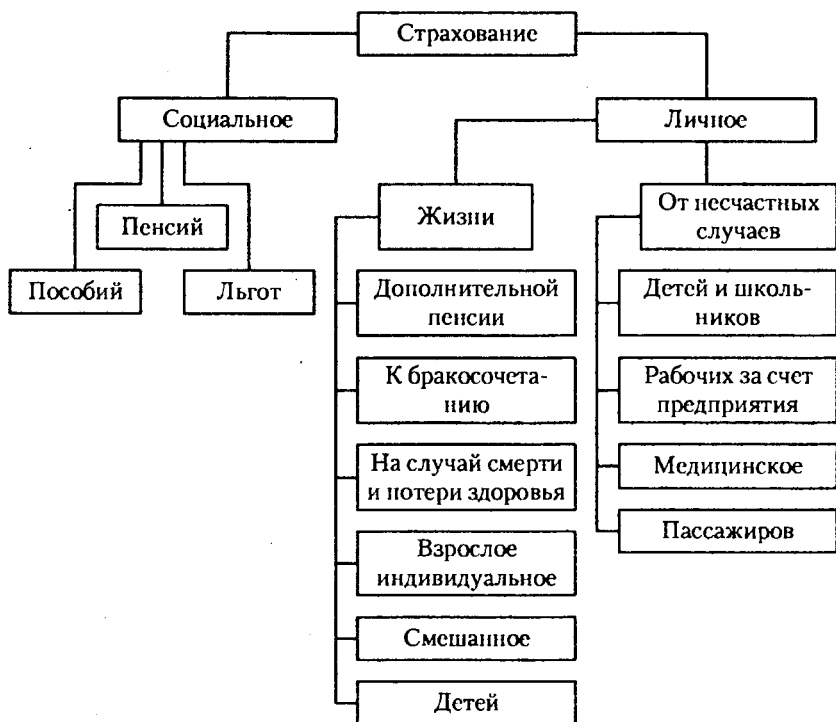 Страхование
Социальное
Личное
Пенсий
Пособий
Льгот
Жизни
Дополнительной
пенсии
К бракосочета-
нию
На случай смерти
и потери здоровья
Взрослое
индивидуальное
Смешанное
Детей
От несчастных
случаев
Детей и школь-
ников
Рабочих за счет
предприятия
Медицинское
Пассажиров